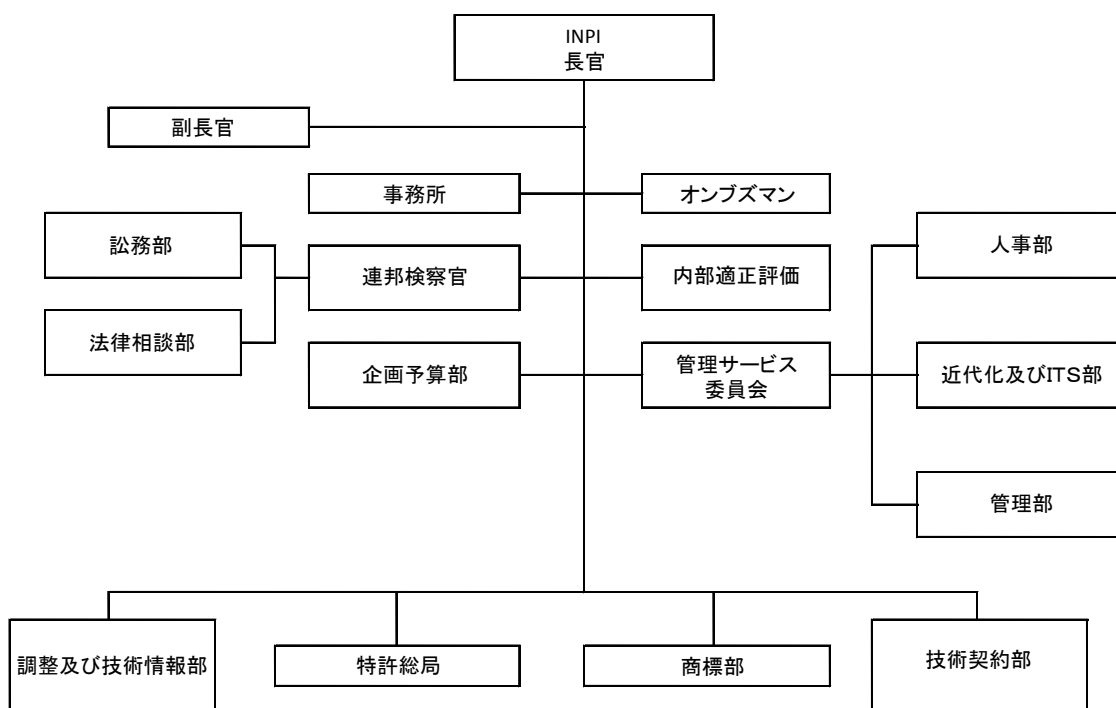 INPI
長官
副長官
事務所
オンブズマン
訟務部
連邦検察官
内部適正評価
人事部
法律相談部
企画予算部
管理サービス
委員会
近代化及びITS部
管理部
調整及び技術情報部
特許総局
商標部
技術契約部